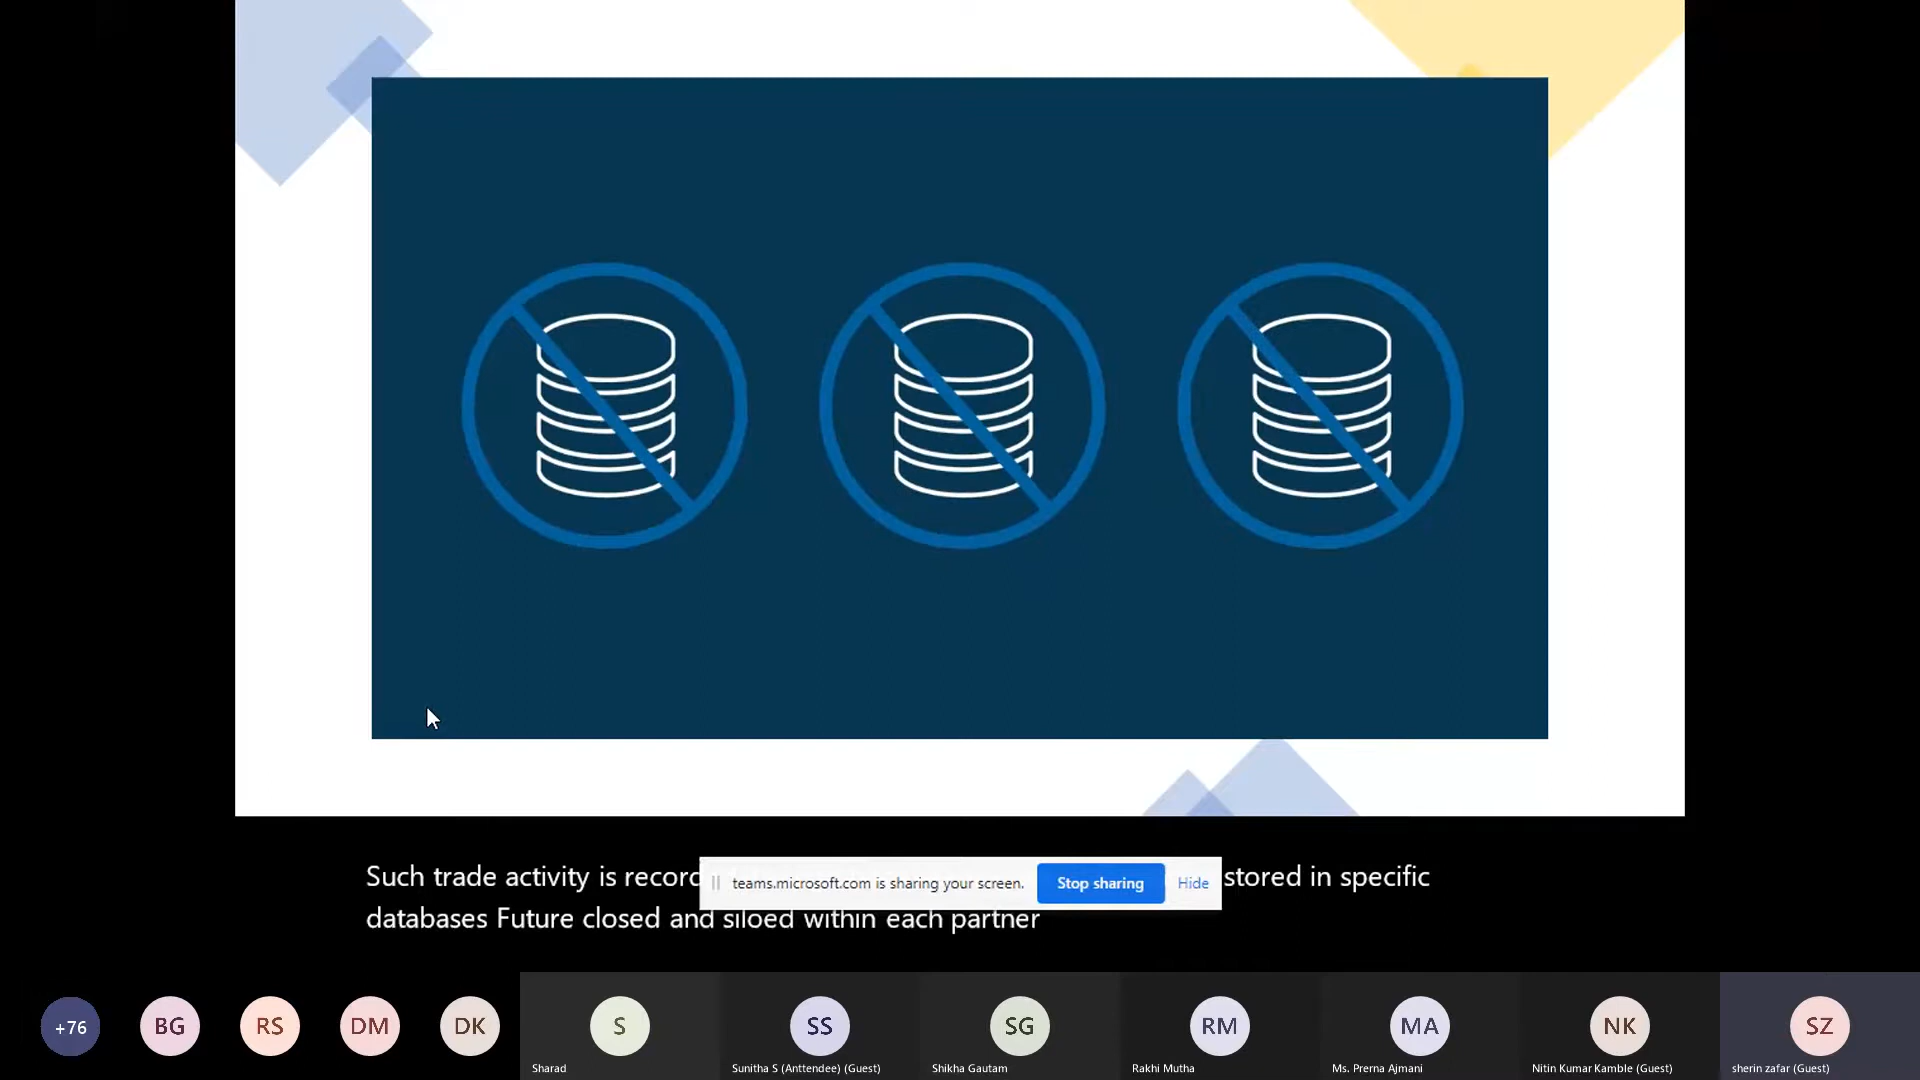 Such trade activity is recor
stored in specific
teams.microsoft.com is sharing your screen.
Stop sharing
Hide
databases Future closed and siloed within each partner
+76
BG
RS
DM
DK
S
SS
SG
RM
MA
NK
SZ
Sharad
Sunitha S (Anttendee) (Guest)
Shikha Gautam
Rakhi Mutha
Ms. Prerna Ajmani
Nitin Kumar Kamble (Guest)
sherin zafar (Guest)